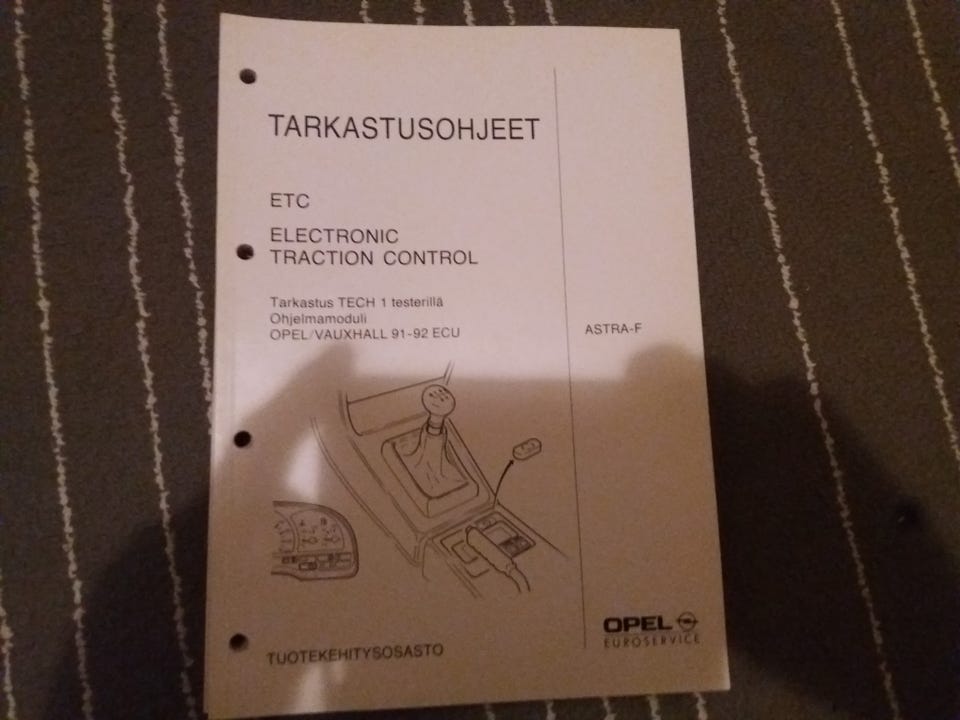 TARKASTUSOHJEET
ETC
ELECTRONIC
TRACTION CONTROL
Tarkastus TECH 1 testerillä
Ohjelmamoduli
OPEL/VAUXHALL 91-92 ECU
ASTRA-F
OPEL
EUROSERVICE
TUOTEKEHITYSOSASTO